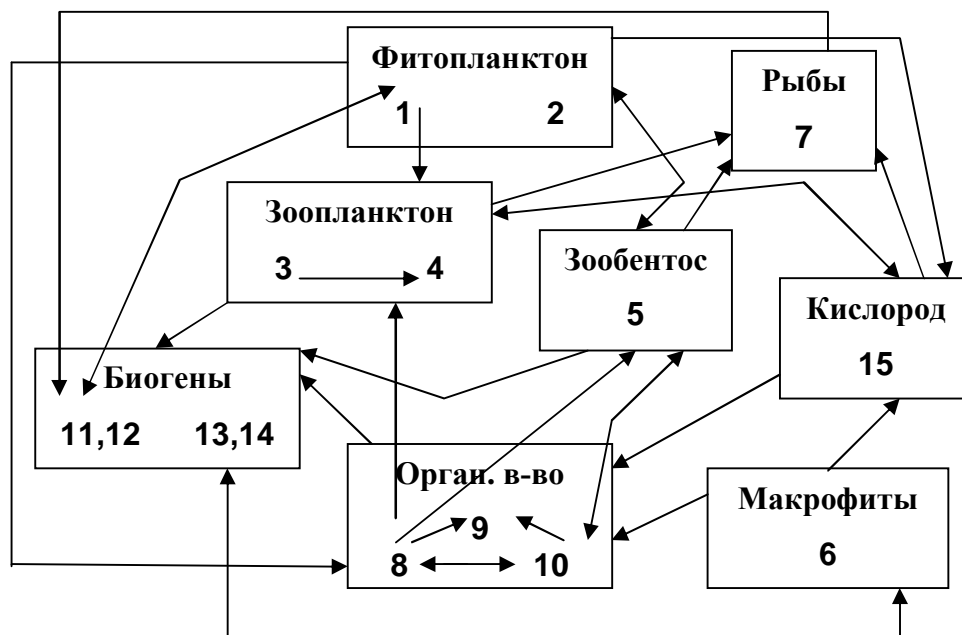 Фитопланктон
1 2
Рыбы
7
Зоопланктон
3 4
Зообентос
5
Кислород
15
Биогены
11,12 13,14
Орган. в-во
9
8 10
Макрофиты
6